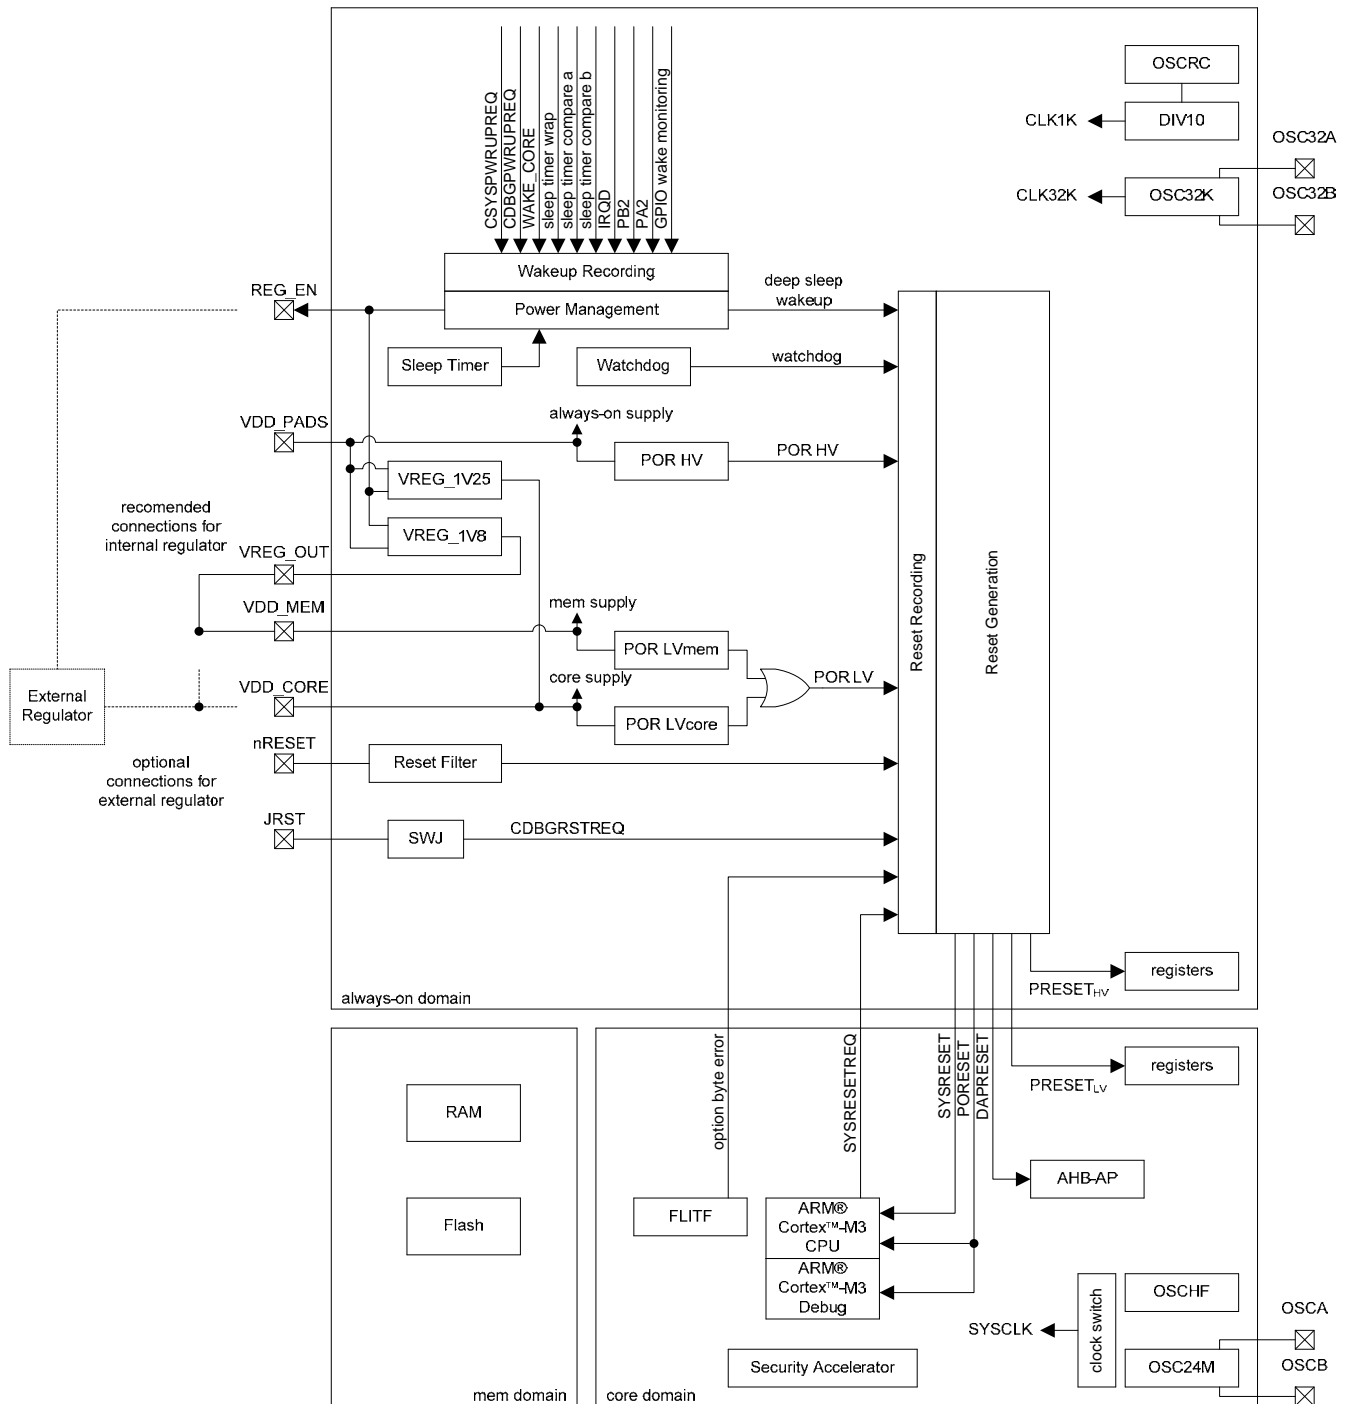 CSYSPWRUPREQ
CDBGPWRUPREQ
WAKE_CORE
sleep timer wrap
sleep timer compare a
sleep timer compare b
IRQD
PB2
PA2
GPIO wake monitoring
OSCRC
CLK1K
DIV10
OSC32A
CLK32K
OSC32K
OSC32B
Wakeup Recording
Power Management
REG_EN
deep sleep
wakeup
Sleep Timer
Watchdog
watchdog
VDD_PADS
always-on supply
POR HV
POR HV
VREG_1V25
recomended
connections for
internal regulator
VREG_1V8
VREG_OUT
Reset Recording
Reset Generation
VDD_MEM
mem supply
POR LVmem
External
Regulator
VDD_CORE
core supply
POR LV
POR LVcore
nRESET
Reset Filter
optional
connections for
external regulator
JRST
SWJ
CDBGRSTREQ
registers
PRESETHV
always-on domain
option byte error
SYSRESETREQ
SYSRESET
PORESET
DAPRESET
registers
PRESETLV
RAM
AHB-AP
Flash
FLITF
ARM®
Cortex™-M3
CPU
ARM®
Cortex™-M3
Debug
OSCHF
OSCA
SYSCLK
clock switch
OSC24M
OSCB
Security Accelerator
mem domain
core domain